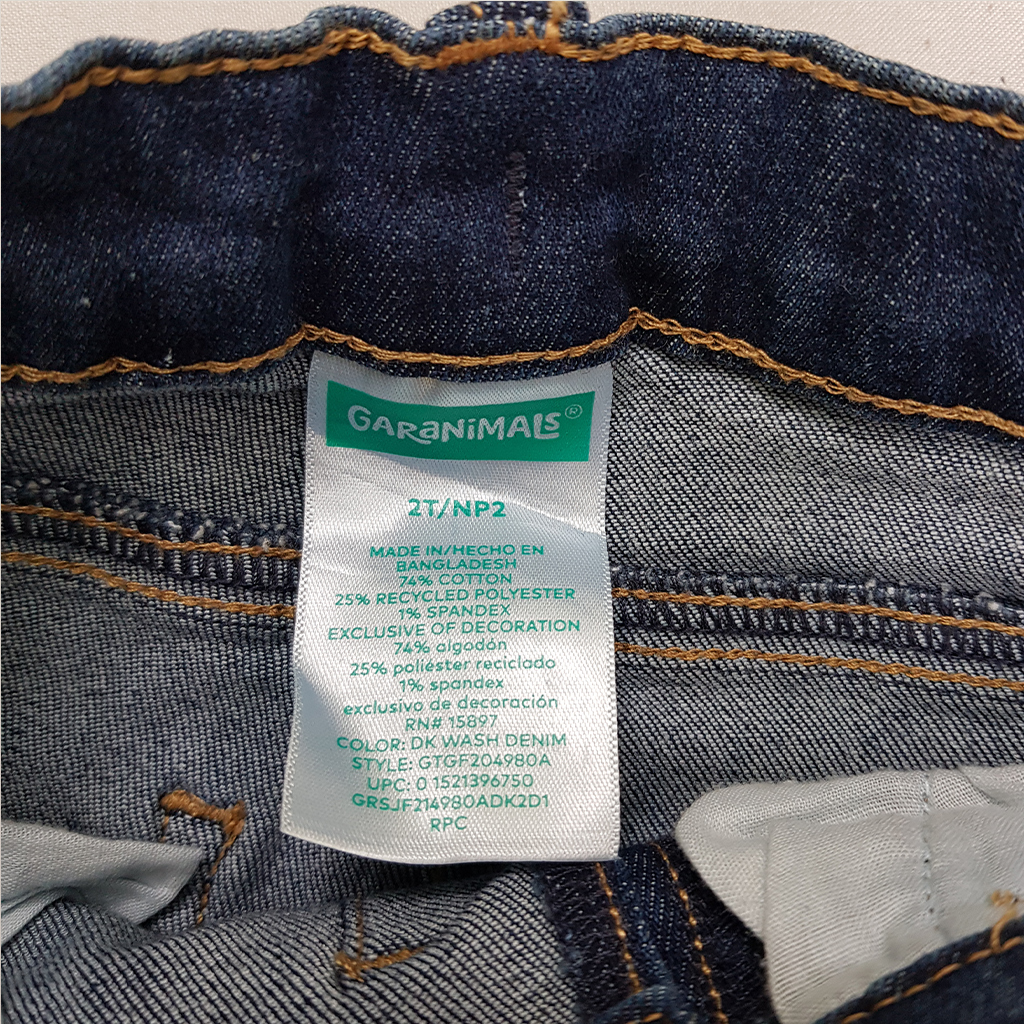 GARANIMALS®
2T/NP2
MADE IN/HECHO EN
BANGLADESH
74% COTTON
25% RECYCLED POLYESTER
1% SPANDEX
EXCLUSIVE OF DECORATION
74% algodón
25% poliéster reciclado
1% spandex
exclusivo de decoración
RN# 15897
COLOR: DK WASH DENIM
STYLE: GTGF204980A
UPC: 0 1521396750
GRSJF214980ADK2D1
RPC